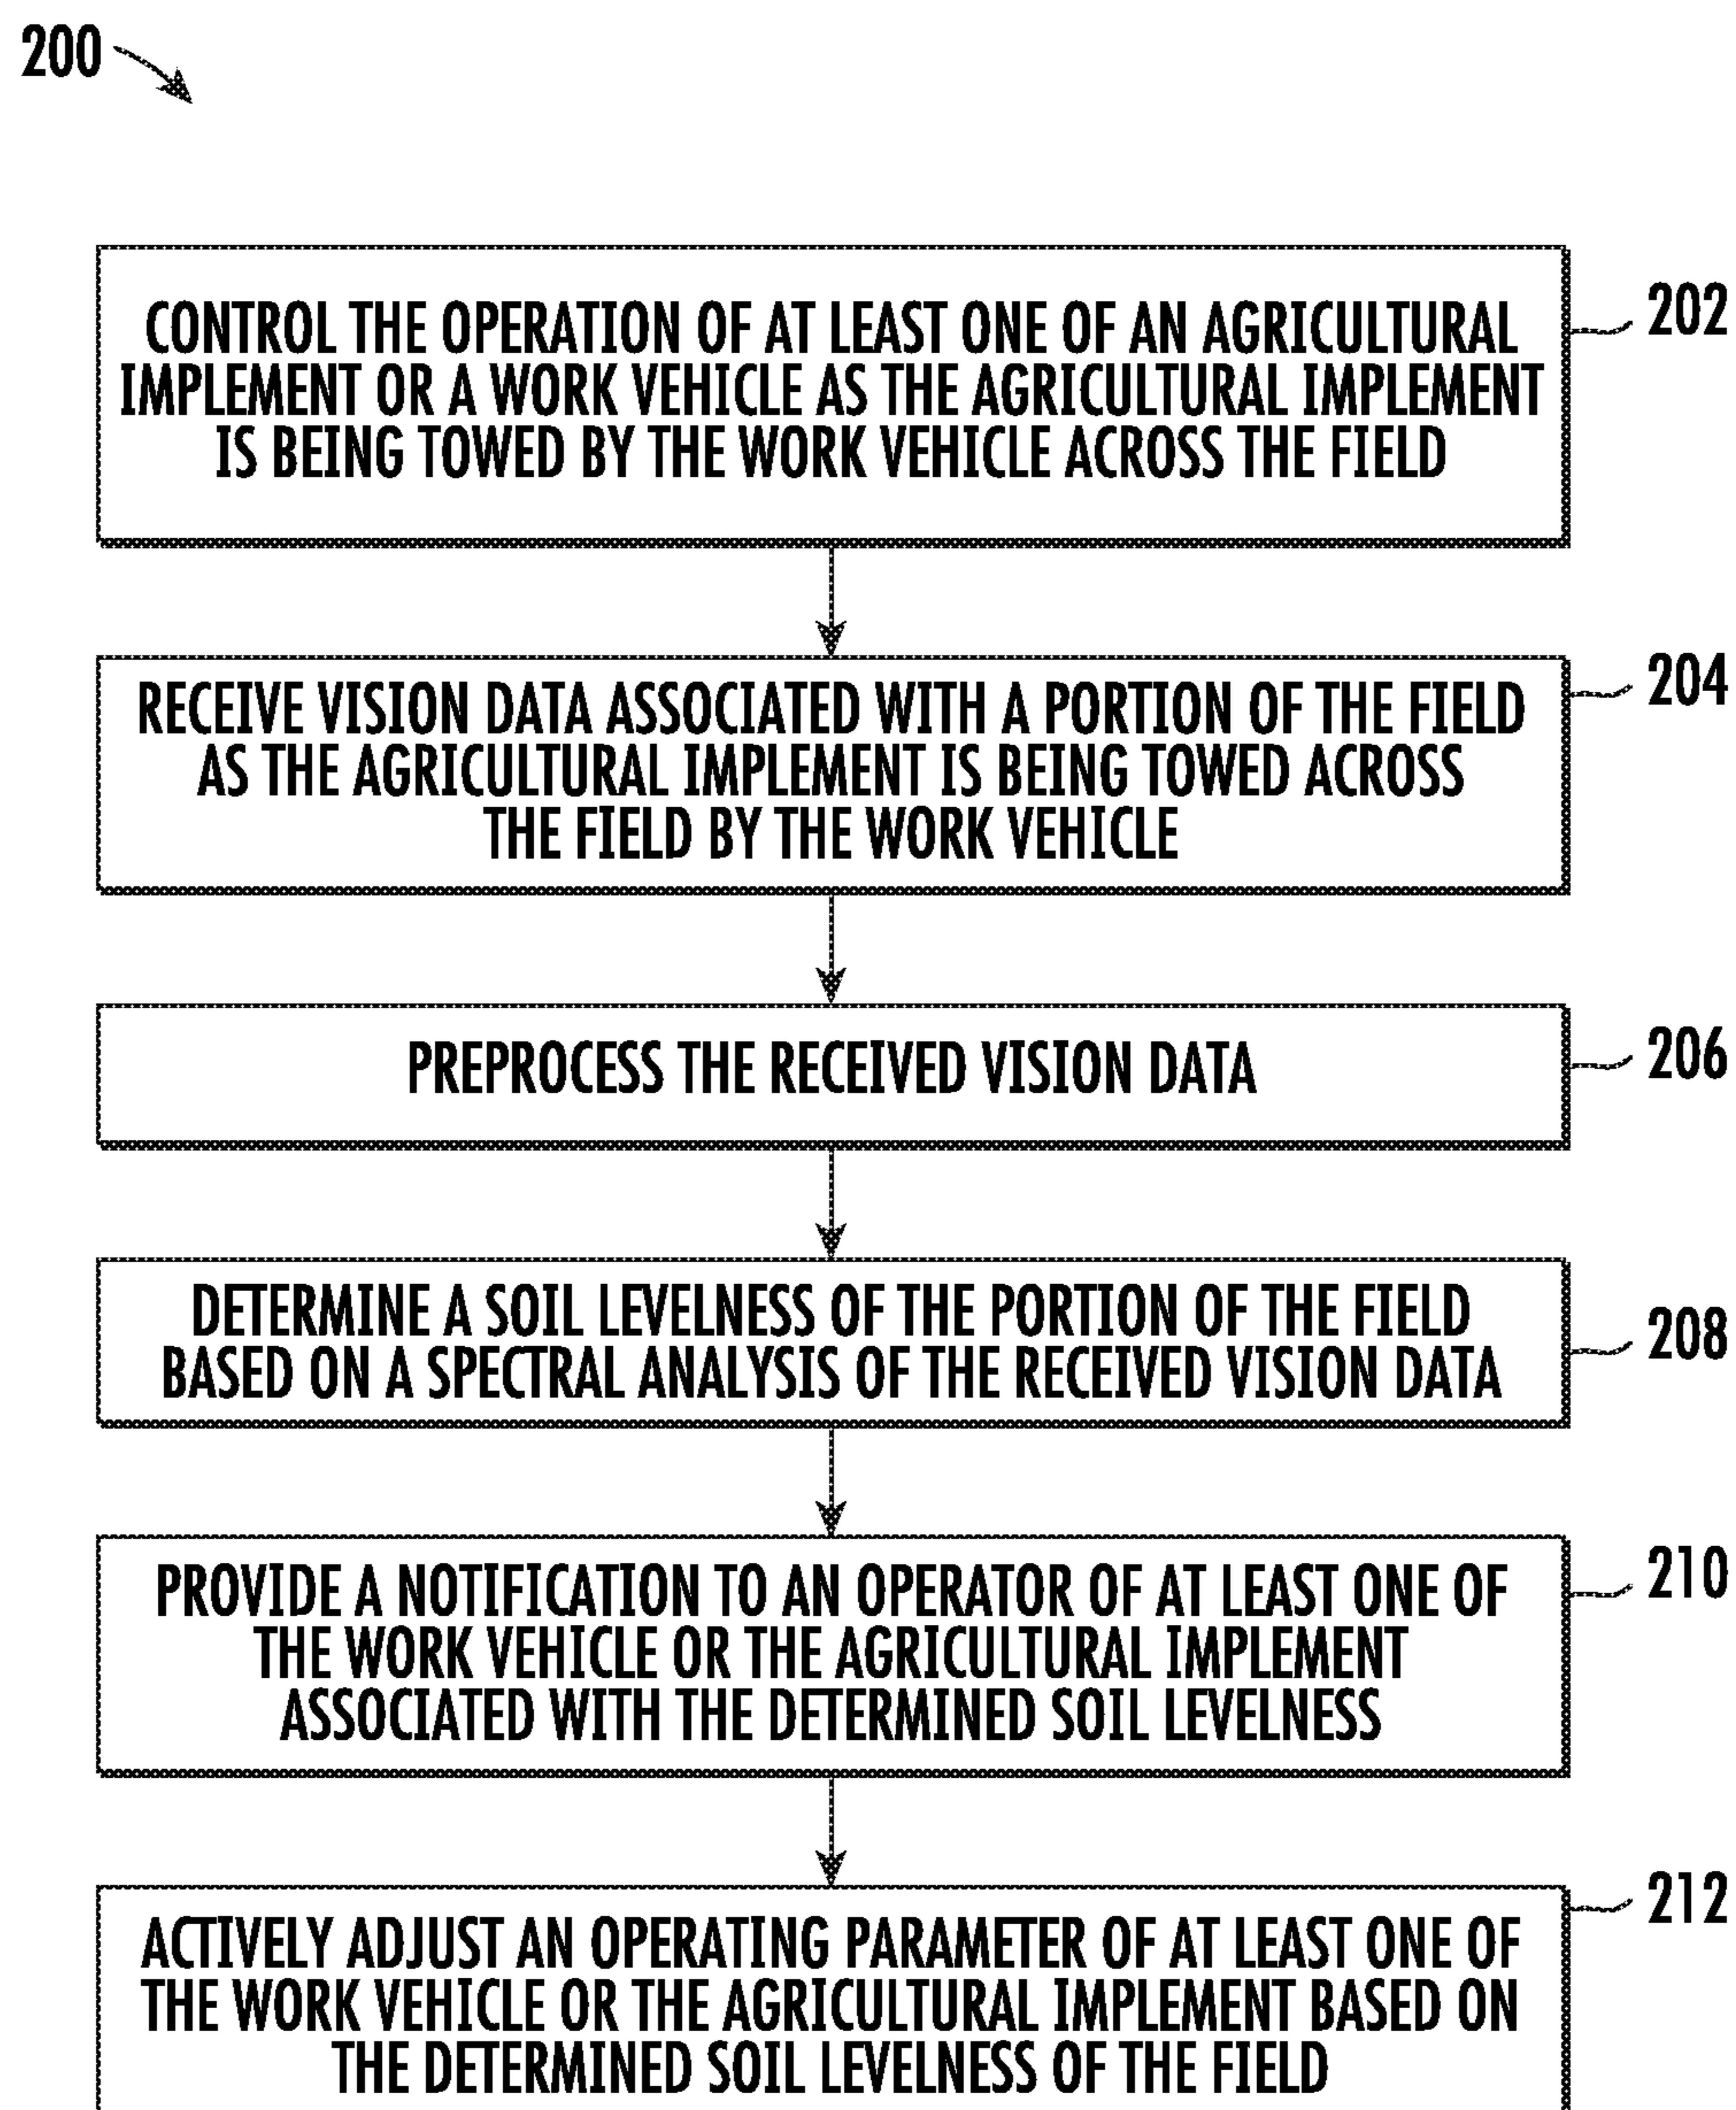 200
CONTROL THE OPERATION OF AT LEAST ONE OF AN AGRICULTURAL
IMPLEMENT OR A WORK VEHICLE AS THE AGRICULTURAL IMPLEMENT
IS BEING TOWED BY THE WORK VEHICLE ACROSS THE FIELD
202
RECEIVE VISION DATA ASSOCIATED WITH A PORTION OF THE FIELD
AS THE AGRICULTURAL IMPLEMENT IS BEING TOWED ACROSS
THE FIELD BY THE WORK VEHICLE
204
PREPROCESS THE RECEIVED VISION DATA
206
DETERMINE A SOIL LEVELNESS OF THE PORTION OF THE FIELD
BASED ON A SPECTRAL ANALYSIS OF THE RECEIVED VISION DATA
208
PROVIDE A NOTIFICATION TO AN OPERATOR OF AT LEAST ONE OF
THE WORK VEHICLE OR THE AGRICULTURAL IMPLEMENT
ASSOCIATED WITH THE DETERMINED SOIL LEVELNESS
210
ACTIVELY ADJUST AN OPERATING PARAMETER OF AT LEAST ONE OF
THE WORK VEHICLE OR THE AGRICULTURAL IMPLEMENT BASED ON
THE DETERMINED SOIL LEVELNESS OF THE FIELD
212